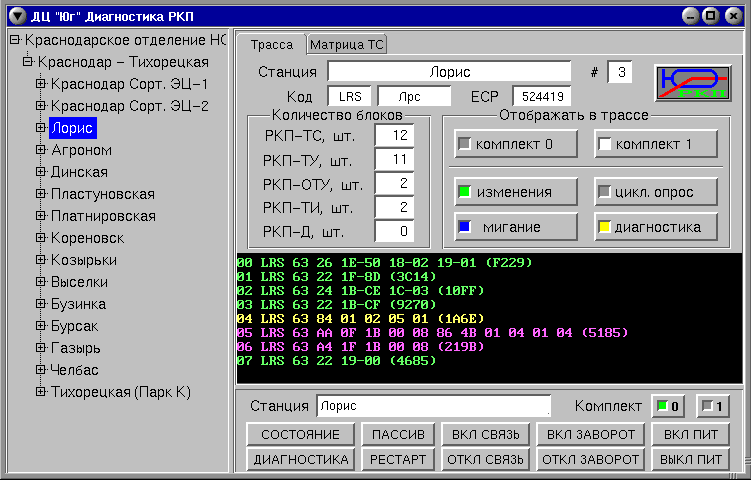 ДЦ "Юг" Диагностика РКП
Краснодарское отделение НО
Краснодар – Тихорецкая
Краснодар Сорт. ЭЦ-1
Краснодар Сорт. ЭЦ-2
Лорис
Агроном
Динская
Пластуновская
Платнировская
Кореновск
Козырьки
Выселки
Бузинка
Бурсак
Газырь
Челбас
Тихорецкая (Парк К)
Трасса Матрица ТС
Станция Лорис # 3
Код LRS Лрс ЕСР 524419
РКП
Количество блоков
РКП-ТС, шт. 12
РКП-ТУ, шт. 11
РКП-ОТУ, шт. 2
РКП-ТИ, шт. 2
РКП-Д, шт. 0
Отображать в трассе
комплект 0 комплект 1
изменения цикл. опрос
мигание диагностика
00 LRS 63 26 1E-50 18-02 19-01 (F229)
01 LRS 63 22 1F-8D (3C14)
02 LRS 63 24 1B-CE 1C-03 (10FF)
03 LRS 63 22 1B-CF (9270)
04 LRS 63 84 01 02 05 01 (1A6E)
05 LRS 63 AA 0F 1B 00 08 86 4B 01 04 01 04 (5185)
06 LRS 63 A4 1F 1B 00 08 (219B)
07 LRS 63 22 19-00 (4685)
Станция Лорис Комплект 0 1
СОСТОЯНИЕ ПАССИВ ВКЛ СВЯЗЬ ВКЛ ЗАВОРОТ ВКЛ ПИТ
ДИАГНОСТИКА РЕСТАРТ ОТКЛ СВЯЗЬ ОТКЛ ЗАВОРОТ ВЫКЛ ПИТ